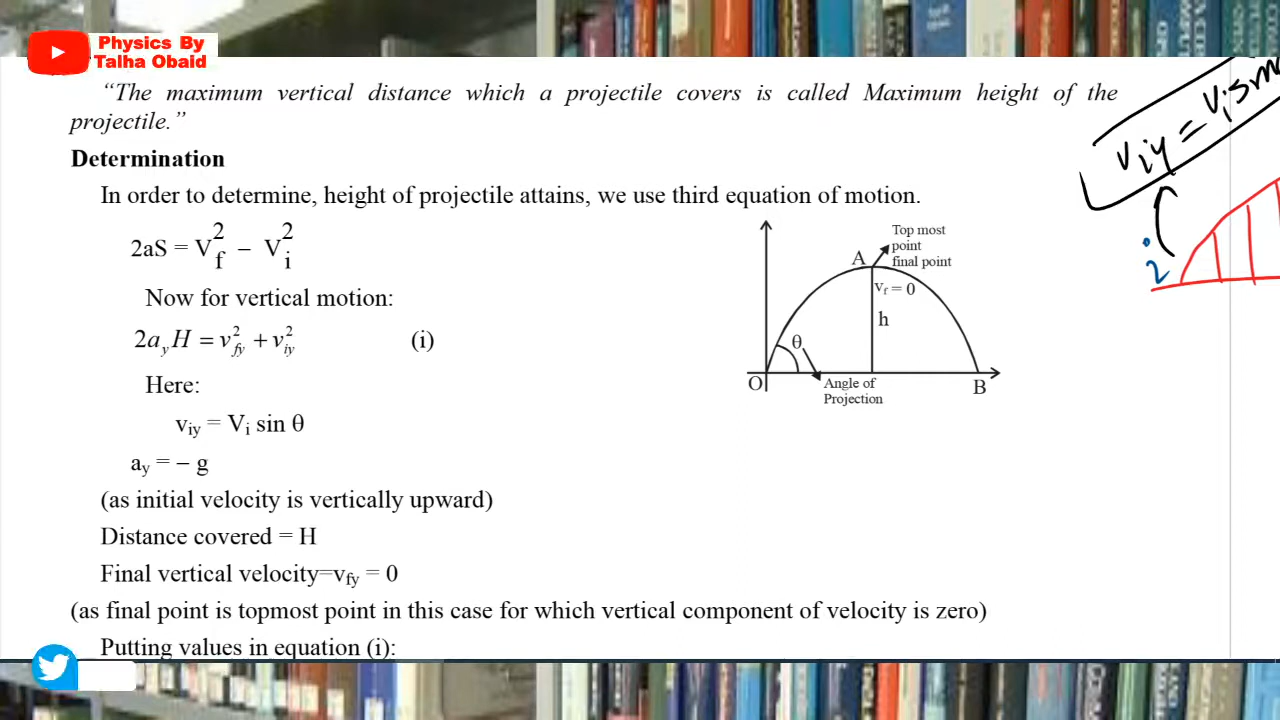 Physics By
Talha Obaid
“The maximum vertical distance which a projectile covers is called Maximum height of the
projectile.”
Determination
In order to determine, height of projectile attains, we use third equation of motion.
2aS = V_f^2 − V_i^2
Now for vertical motion:
2a_yH = v_fy^2 + v_iy^2 (i)
Here:
v_iy = V_i sin θ
a_y = − g
(as initial velocity is vertically upward)
Distance covered = H
Final vertical velocity=v_fy = 0
(as final point is topmost point in this case for which vertical component of velocity is zero)
Putting values in equation (i):
Top most
point
final point
A
v_f = 0
h
θ
O
Angle of
Projection
B
v_iy = v_i sin